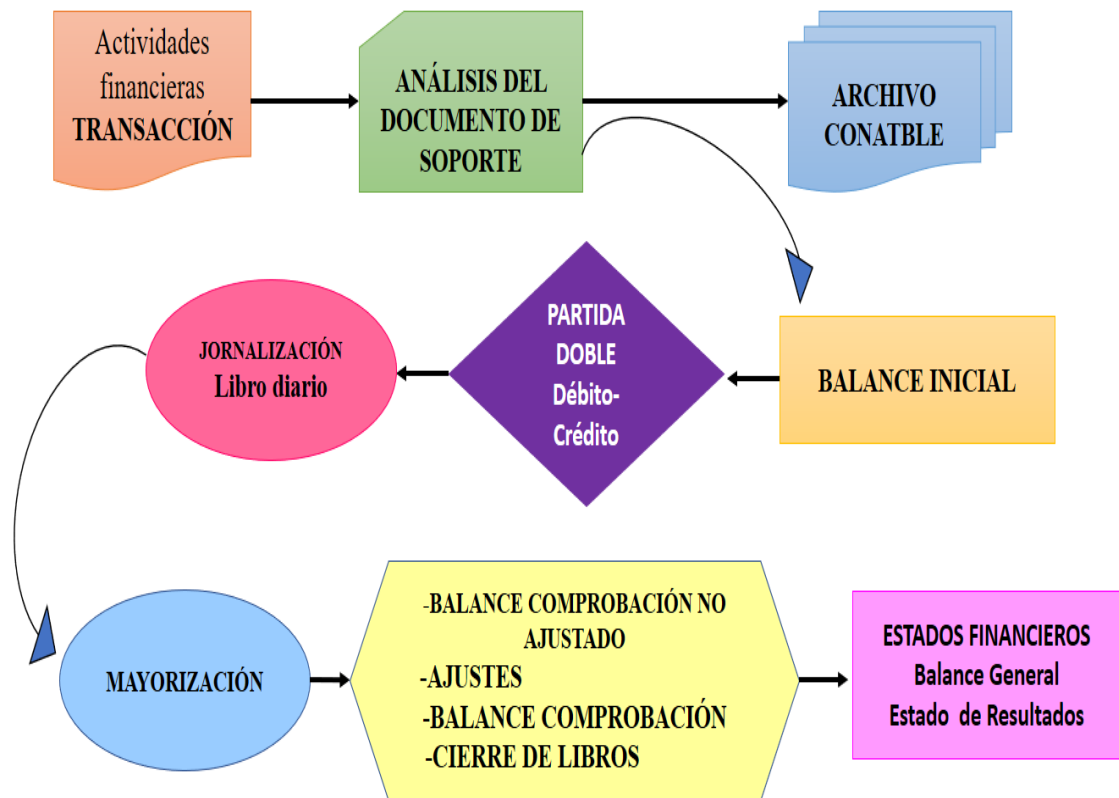 Actividades
financieras
TRANSACCIÓN
ANÁLISIS DEL
DOCUMENTO DE
SOPORTE
ARCHIVO
CONATBLE
BALANCE INICIAL
PARTIDA
DOBLE
Débito-
Crédito
JORNALIZACIÓN
Libro diario
MAYORIZACIÓN
-BALANCE COMPROBACIÓN NO
AJUSTADO
-AJUSTES
-BALANCE COMPROBACIÓN
-CIERRE DE LIBROS
ESTADOS FINANCIEROS
Balance General
Estado de Resultados